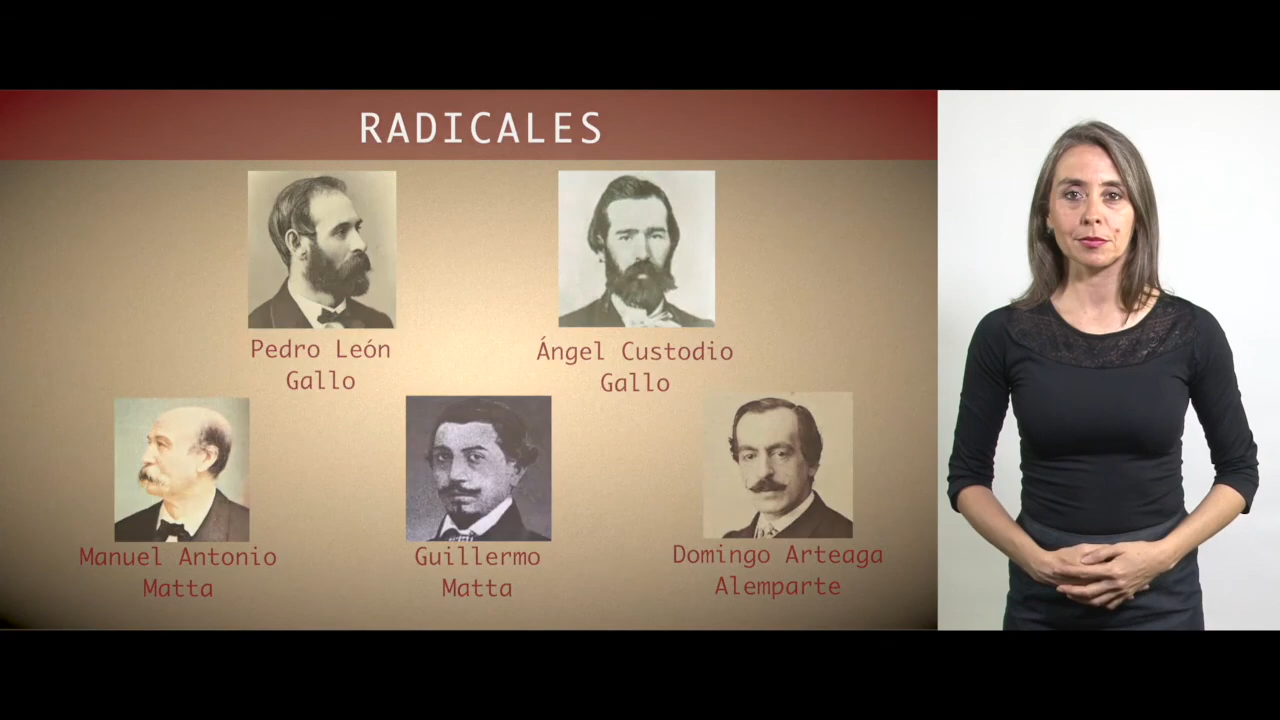 RADICALES
Pedro León
Gallo
Ángel Custodio
Gallo
Manuel Antonio
Matta
Guillermo
Matta
Domingo Arteaga
Alemparte